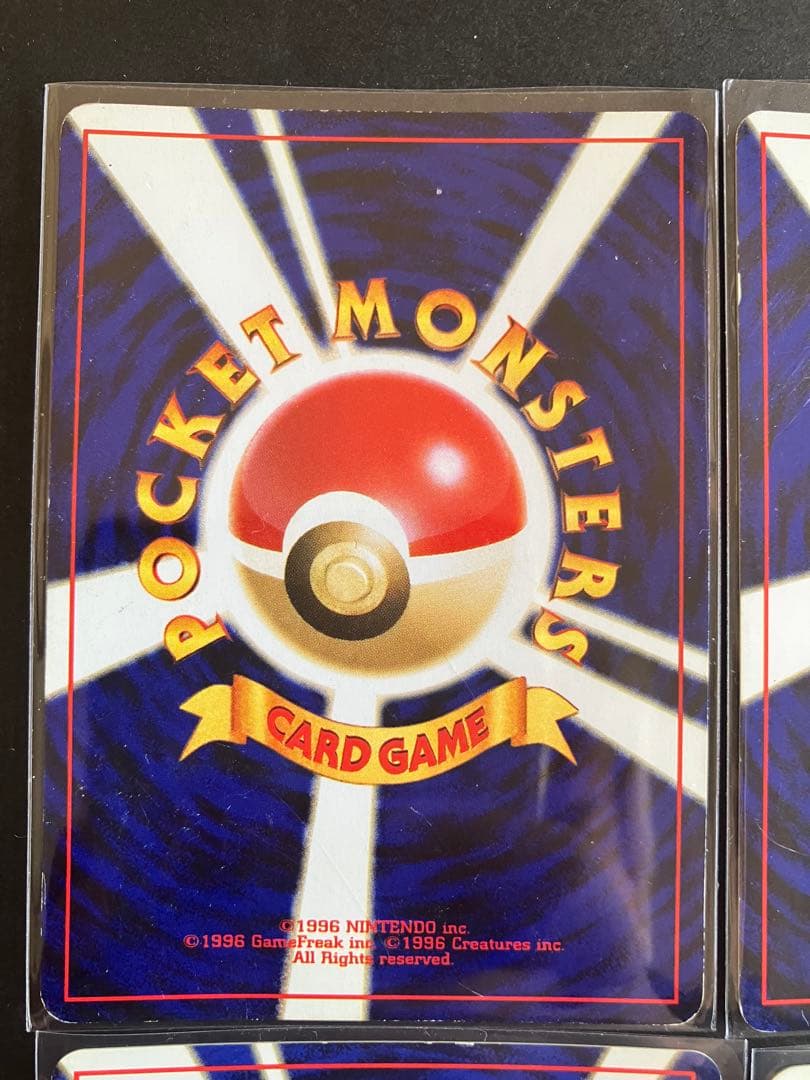 POCKET MONSTERS
CARD GAME
©1996 NINTENDO inc.
©1996 GameFreak inc. ©1996 Creatures inc.
All Rights reserved.